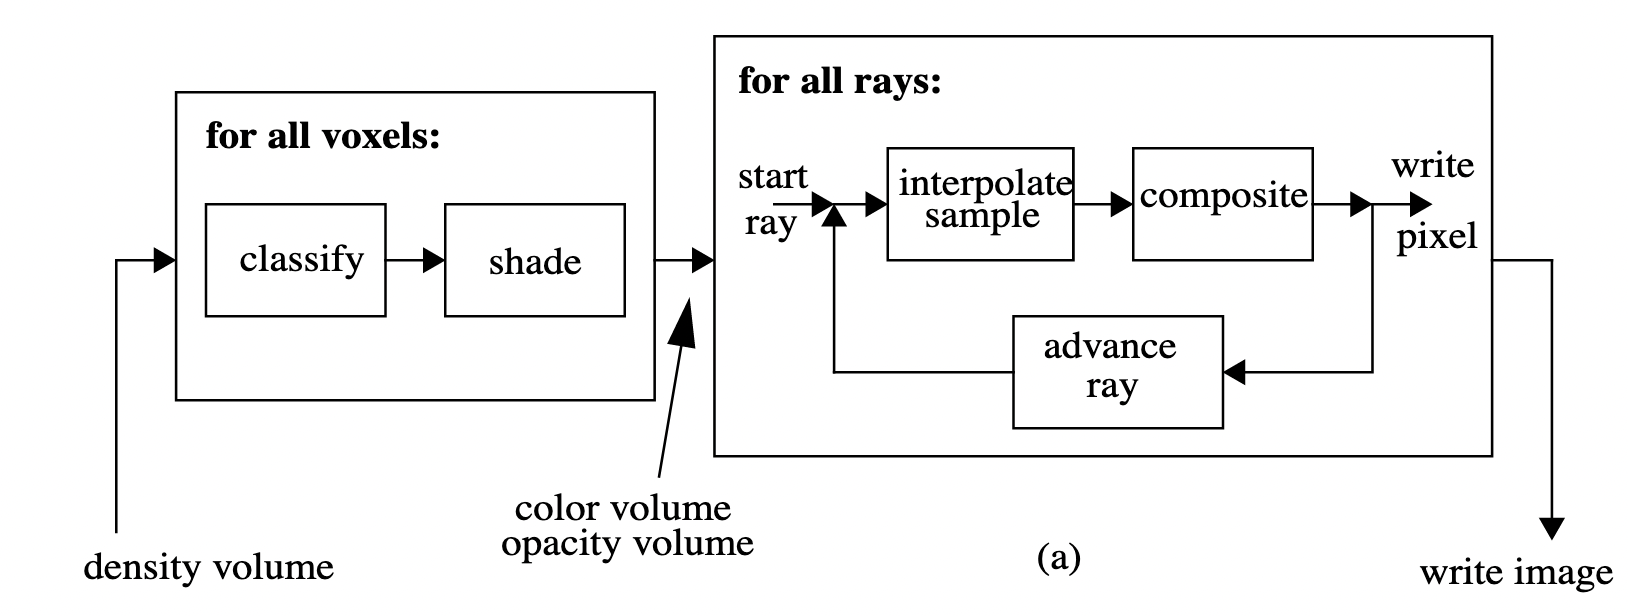 for all rays:
for all voxels:
start
ray
interpolate
sample
composite
write
pixel
classify
shade
advance
ray
color volume
opacity volume
(a)
density volume
write image